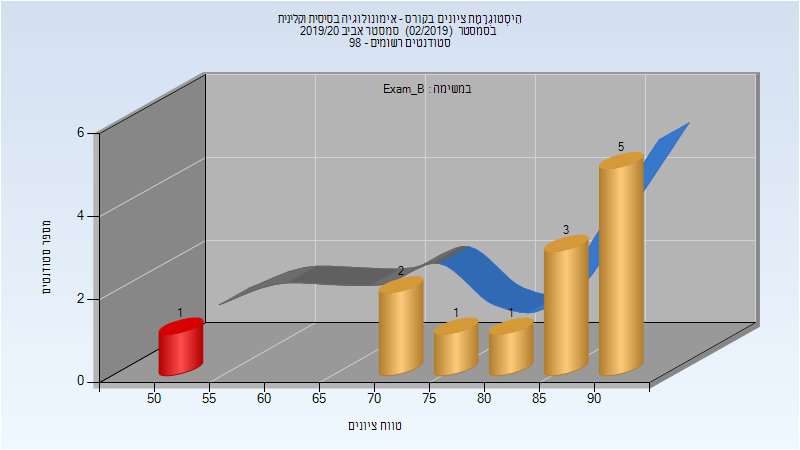 היסטוגרמת ציונים בקורס - אימונולוגיה בסיסית וקלינית
בסמסטר (02/2019) סמסטר אביב 2019/20
סטודנטים רשומים - 98
במשימה : Exam_B
מספר סטודנטים
6
4
2
0
1
2
1
1
3
5
50 55 60 65 70 75 80 85 90
טווח ציונים